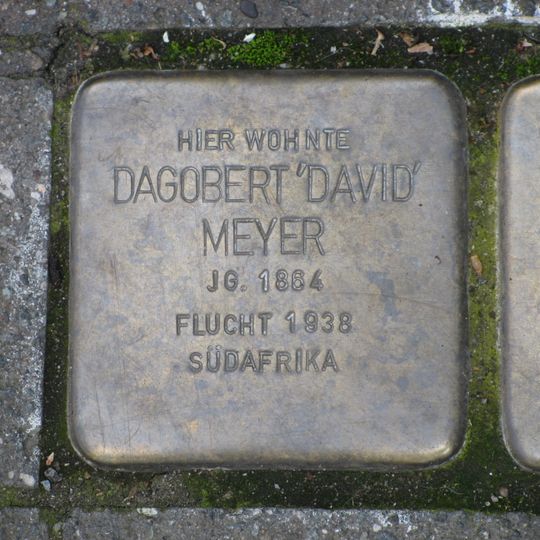 HIER WOHNTE
DAGOBERT 'DAVID'
MEYER
JG. 1864
FLUCHT 1938
SÜDAFRIKA